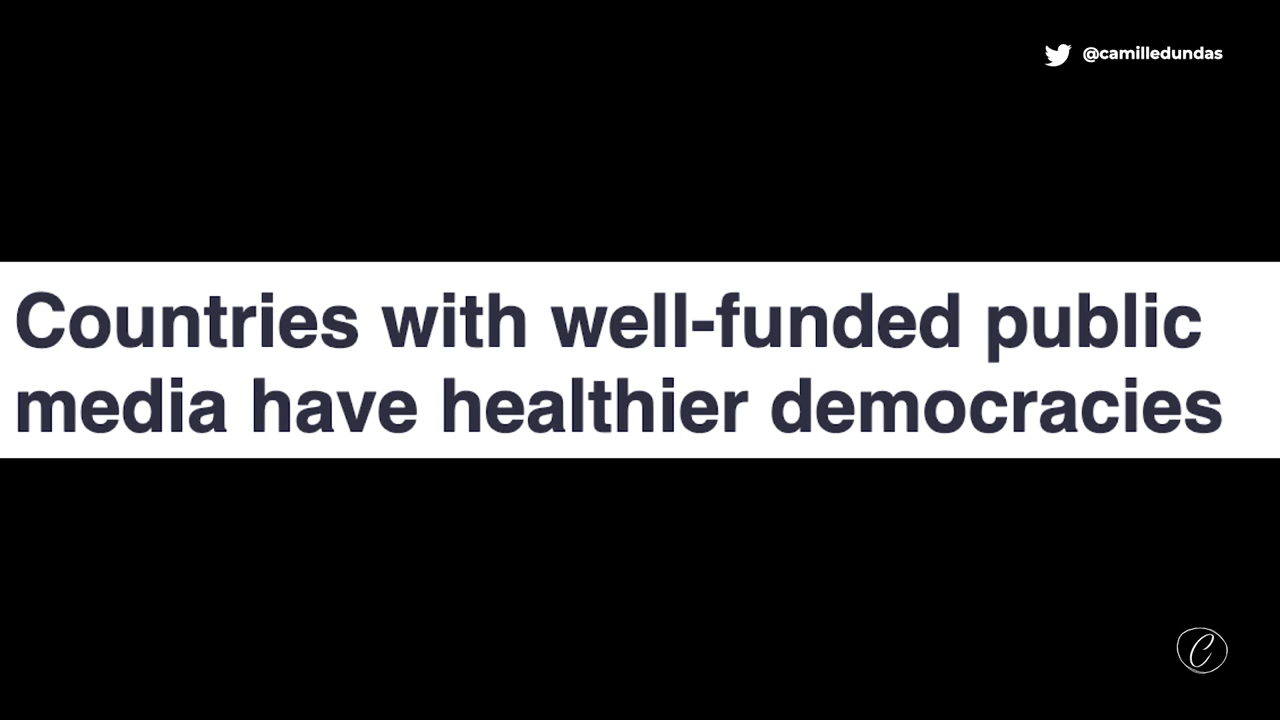 @camilledundas
Countries with well-funded public
media have healthier democracies
C